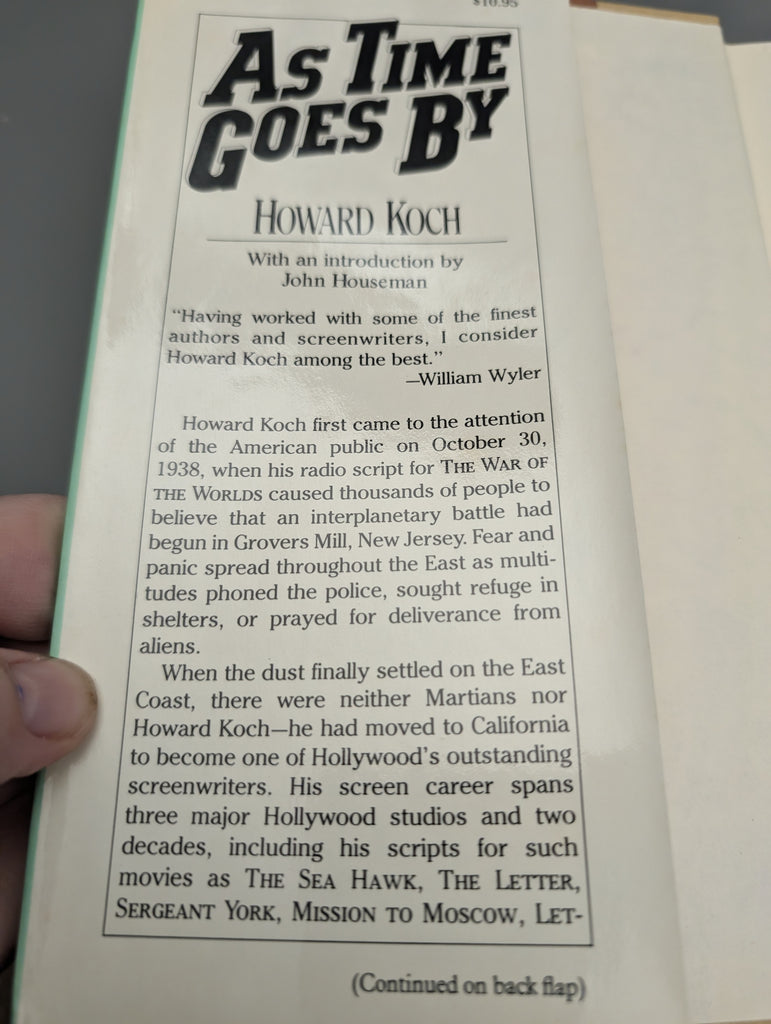 $10.95
AS TIME
GOES BY
HOWARD KOCH
With an introduction by
John Houseman
“Having worked with some of the finest
authors and screenwriters, I consider
Howard Koch among the best.”
—William Wyler
Howard Koch first came to the attention
of the American public on October 30,
1938, when his radio script for THE WAR OF
THE WORLDS caused thousands of people to
believe that an interplanetary battle had
begun in Grovers Mill, New Jersey. Fear and
panic spread throughout the East as multi-
tudes phoned the police, sought refuge in
shelters, or prayed for deliverance from
aliens.
When the dust finally settled on the East
Coast, there were neither Martians nor
Howard Koch—he had moved to California
to become one of Hollywood's outstanding
screenwriters. His screen career spans
three major Hollywood studios and two
decades, including his scripts for such
movies as THE SEA HAWK, THE LETTER,
SERGEANT YORK, MISSION TO MOSCOW, LET-
(Continued on back flap)